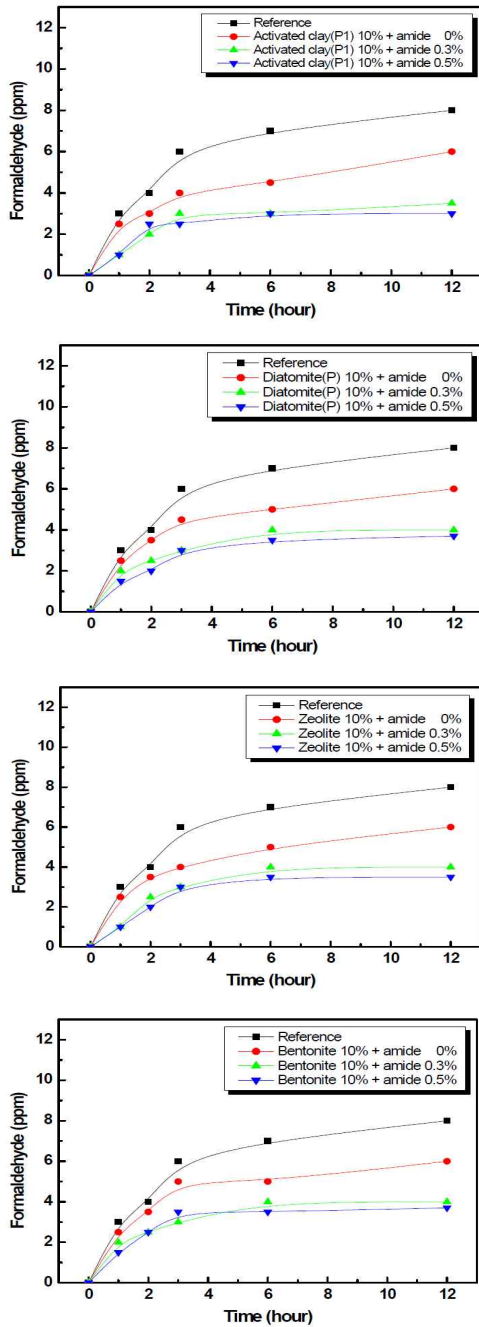 Reference
Activated clay(P1) 10% + amide 0%
Activated clay(P1) 10% + amide 0.3%
Activated clay(P1) 10% + amide 0.5%
12
10
8
6
4
2
0
Formaldehyde (ppm)
0 2 4 6 8 10 12
Time (hour)
Reference
Diatomite(P) 10% + amide 0%
Diatomite(P) 10% + amide 0.3%
Diatomite(P) 10% + amide 0.5%
12
10
8
6
4
2
0
Formaldehyde (ppm)
0 2 4 6 8 10 12
Time (hour)
Reference
Zeolite 10% + amide 0%
Zeolite 10% + amide 0.3%
Zeolite 10% + amide 0.5%
12
10
8
6
4
2
0
Formaldehyde (ppm)
0 2 4 6 8 10 12
Time (hour)
Reference
Bentonite 10% + amide 0%
Bentonite 10% + amide 0.3%
Bentonite 10% + amide 0.5%
12
10
8
6
4
2
0
Formaldehyde (ppm)
0 2 4 6 8 10 12
Time (hour)